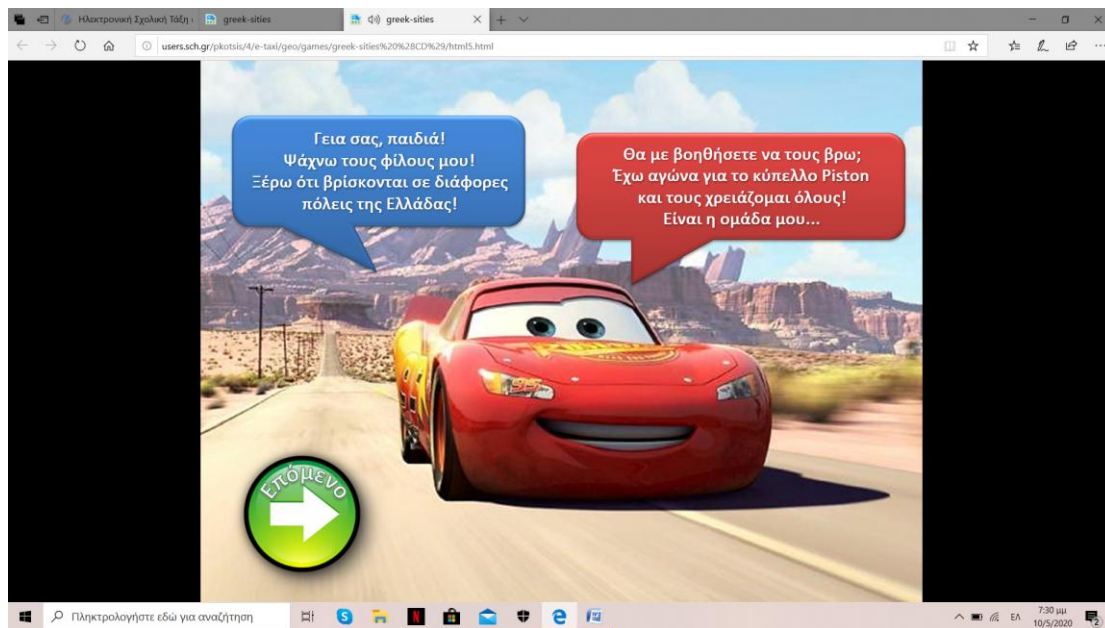 Ηλεκτρονική Σχολική Τάξη
greek-sities
greek-sities
users.sch.gr/pkotsis/4/e-taxi/geo/games/greek-sities%20%28CD%29/html5.html
Γεια σας, παιδιά!
Ψάχνω τους φίλους μου!
Ξέρω ότι βρίσκονται σε διάφορες
πόλεις της Ελλάδας!
Θα με βοηθήσετε να τους βρω;
Έχω αγώνα για το κύπελλο Piston
και τους χρειάζομαι όλους!
Είναι η ομάδα μου...
95
Επόμενο
Πληκτρολογήστε εδώ για αναζήτηση
ΕΛ
7:30 μμ
10/5/2020
2